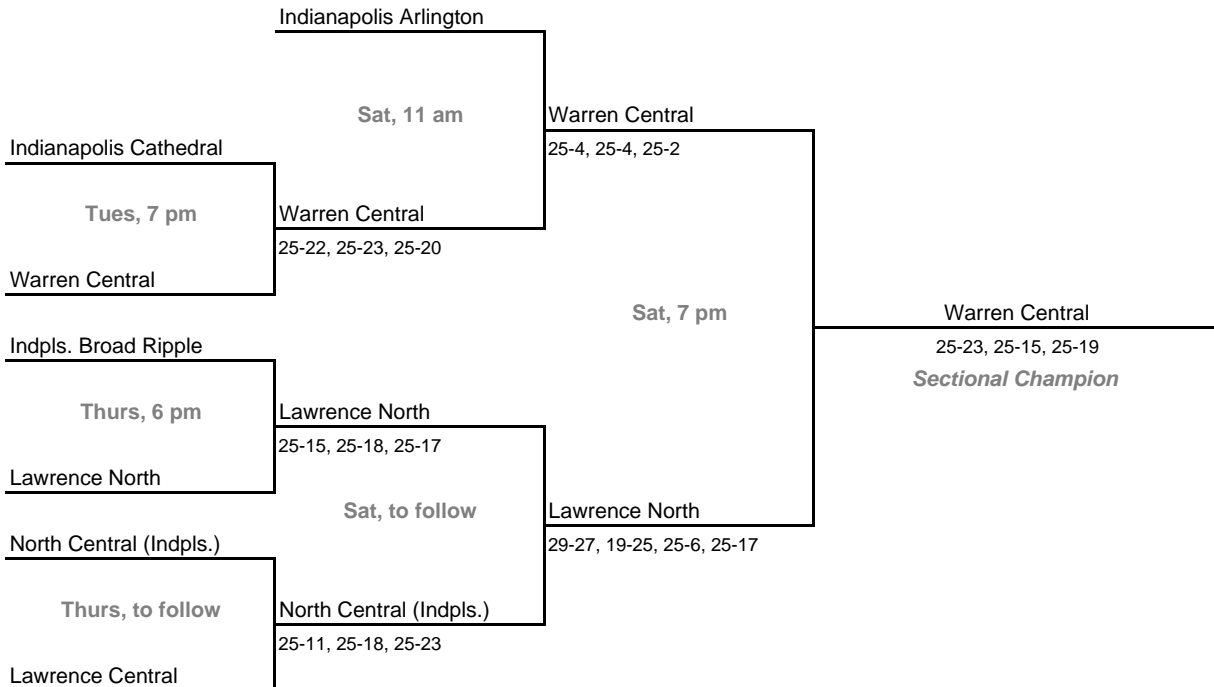 Indianapolis Arlington
Sat, 11 am
Warren Central
Indianapolis Cathedral
25-4, 25-4, 25-2
Tues, 7 pm
Warren Central
25-22, 25-23, 25-20
Warren Central
Sat, 7 pm
Warren Central
Indpls. Broad Ripple
25-23, 25-15, 25-19
Sectional Champion
Thurs, 6 pm
Lawrence North
25-15, 25-18, 25-17
Lawrence North
Sat, to follow
Lawrence North
North Central (Indpls.)
29-27, 19-25, 25-6, 25-17
Thurs, to follow
North Central (Indpls.)
25-11, 25-18, 25-23
Lawrence Central